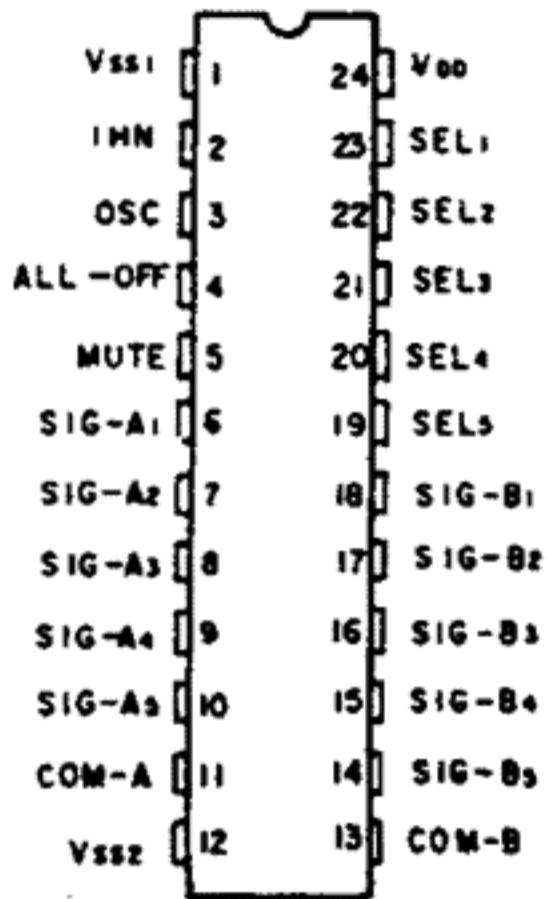 VSS1 1 24 VDD
IHN 2 23 SEL1
OSC 3 22 SEL2
ALL-OFF 4 21 SEL3
MUTE 5 20 SEL4
SIG-A1 6 19 SEL5
SIG-A2 7 18 SIG-B1
SIG-A3 8 17 SIG-B2
SIG-A4 9 16 SIG-B3
SIG-A5 10 15 SIG-B4
COM-A 11 14 SIG-B5
VSS2 12 13 COM-B